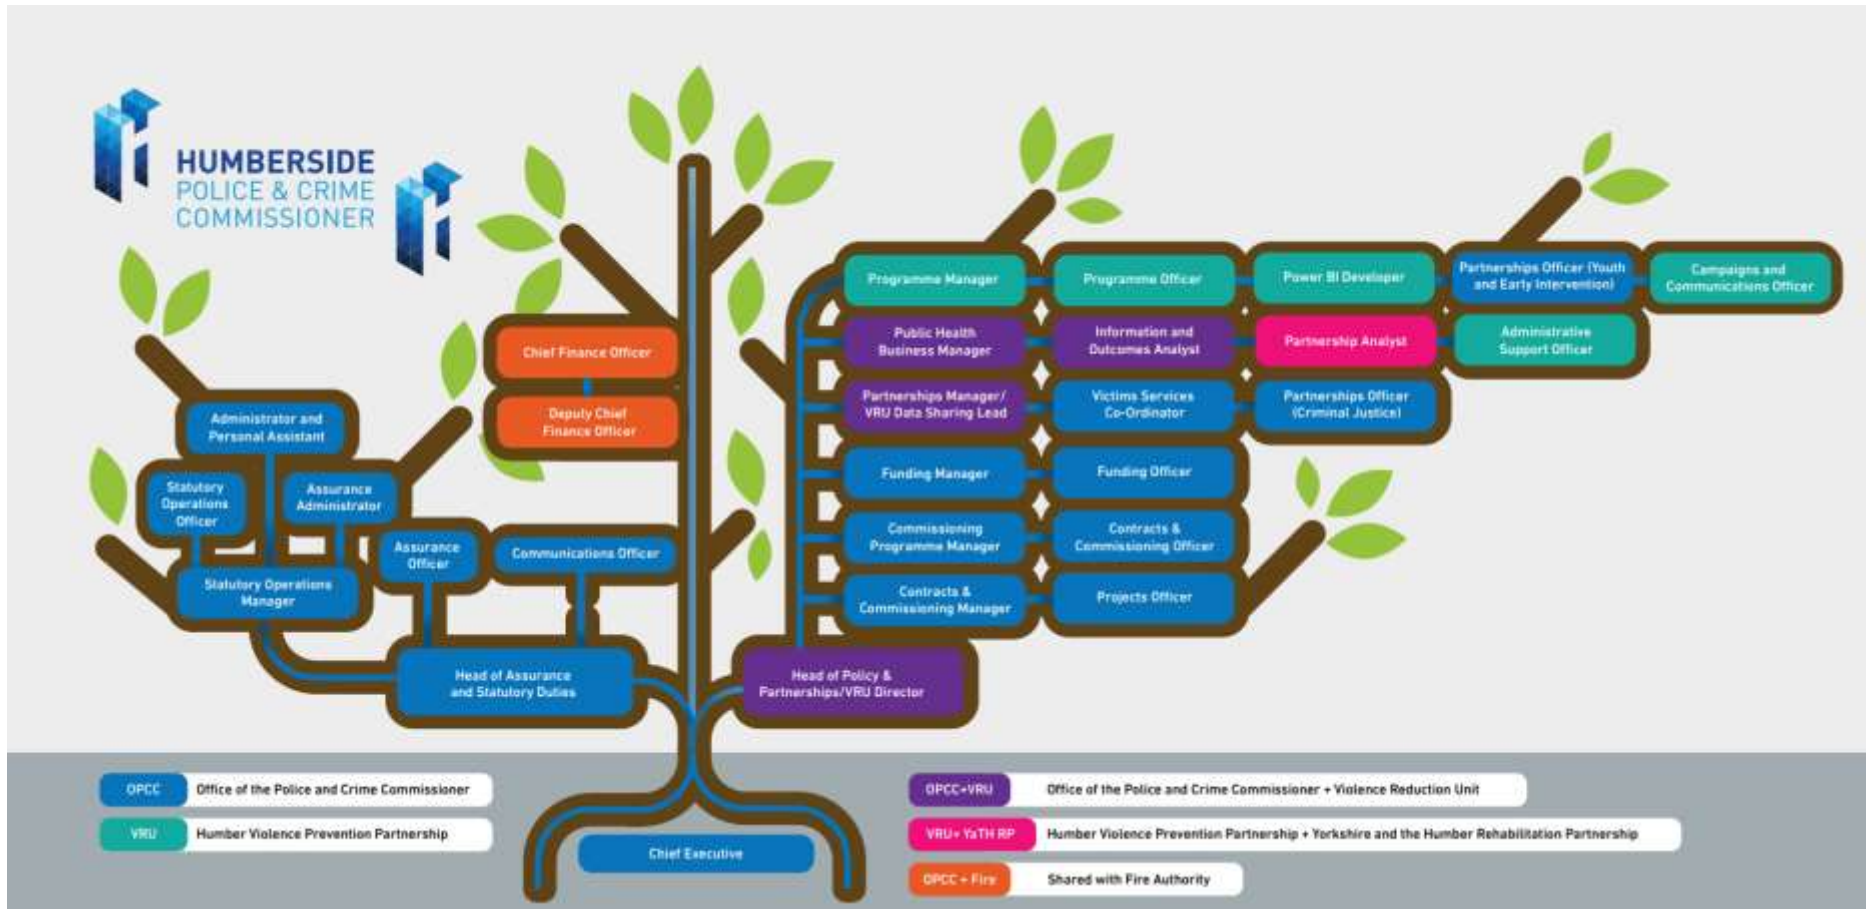 HUMBERSIDE
POLICE & CRIME
COMMISSIONER
Programme Manager
Programme Officer
Power BI Developer
Partnerships Officer (Youth
and Early Intervention)
Campaigns and
Communications Officer
Public Health
Business Manager
Information and
Outcomes Analyst
Partnership Analyst
Administrative
Support Officer
Partnerships Manager/
VRU Data Sharing Lead
Victims Services
Co-Ordinator
Partnerships Officer
(Criminal Justice)
Funding Manager
Funding Officer
Commissioning
Programme Manager
Contracts &
Commissioning Officer
Contracts &
Commissioning Manager
Projects Officer
Chief Finance Officer
Deputy Chief
Finance Officer
Administrator and
Personal Assistant
Statutory
Operations
Officer
Assurance
Administrator
Assurance
Officer
Communications Officer
Statutory Operations
Manager
Head of Assurance
and Statutory Duties
Head of Policy &
Partnerships/VRU Director
Chief Executive
OPCC Office of the Police and Crime Commissioner
VRU Humber Violence Prevention Partnership
OPCC+VRU Office of the Police and Crime Commissioner + Violence Reduction Unit
VRU+ YxTH RP Humber Violence Prevention Partnership + Yorkshire and the Humber Rehabilitation Partnership
OPCC + Fire Shared with Fire Authority